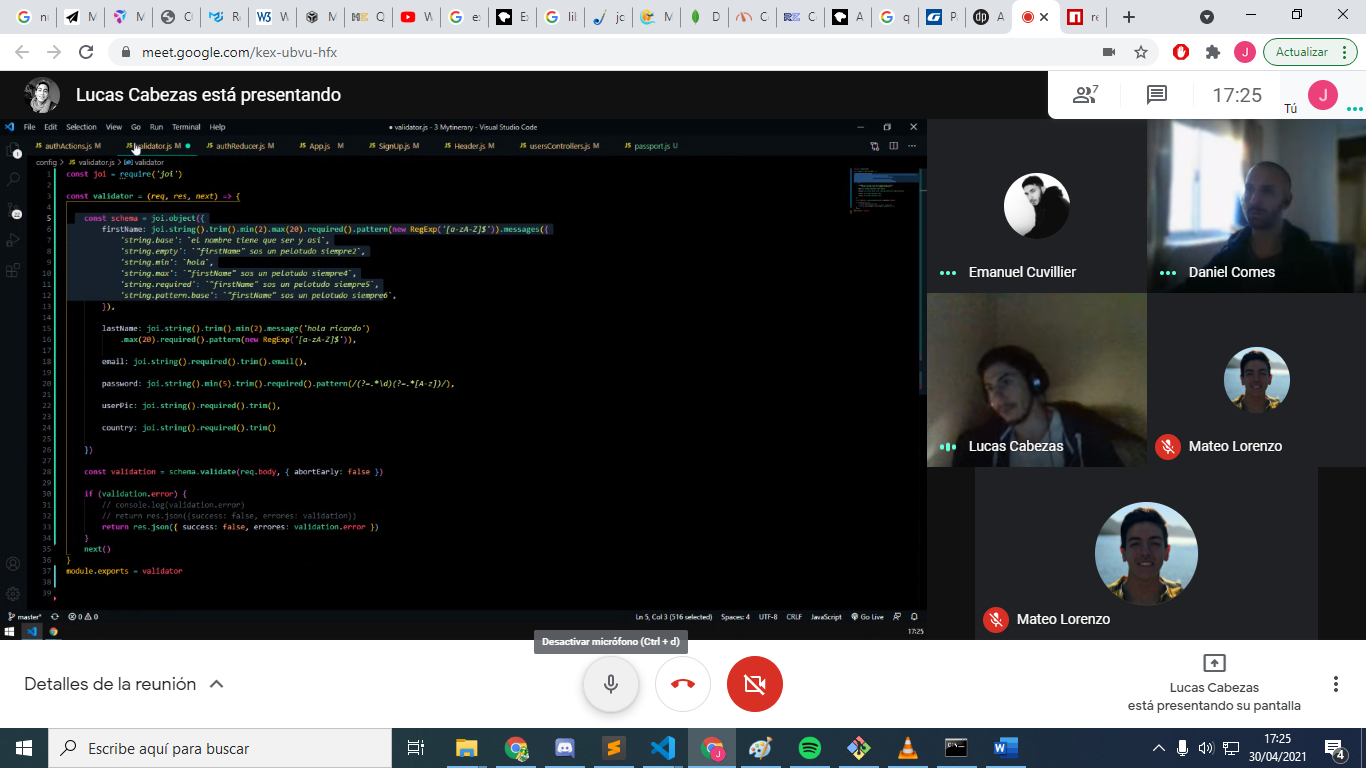 meet.google.com/kex-ubvu-hfx
Actualizar
Lucas Cabezas está presentando
7
17:25
Tú
J
File Edit Selection View Go Run Terminal Help
● validator.js - 3 Mytinerary - Visual Studio Code
authActions.js M
validator.js M
authReducer.js M
App.js M
SignUp.js M
Header.js M
usersControllers.js M
passport.js U
config > JS validator.js > validator
1 const joi = require('joi')
2
3 const validator = (req, res, next) => {
4
5 const schema = joi.object({
6 firstName: joi.string().trim().min(2).max(20).required().pattern(new RegExp('[a-zA-Z]$')).messages({
7 'string.base': `el nombre tiene que ser y asi`,
8 'string.empty': `"firstName" sos un pelotudo siempre2`,
9 'string.min': `hola`,
10 'string.max': `"firstName" sos un pelotudo siempre4`,
11 'string.required': `"firstName" sos un pelotudo siempre5`,
12 'string.pattern.base': `"firstName" sos un pelotudo siempre6`,
13 }),
14
15 lastName: joi.string().trim().min(2).message('hola ricardo')
16 .max(20).required().pattern(new RegExp('[a-zA-Z]$')),
17
18 email: joi.string().required().trim().email(),
19
20 password: joi.string().min(5).trim().required().pattern(/(?=.*\d)(?=.*[A-z])/),
21
22 userPic: joi.string().required().trim(),
23
24 country: joi.string().required().trim()
25
26 })
27
28 const validation = schema.validate(req.body, { abortEarly: false })
29
30 if (validation.error) {
31 // console.log(validation.error)
32 // return res.json({success: false, errores: validation})
33 return res.json({ success: false, errores: validation.error })
34 }
35 next()
36 }
37 module.exports = validator
38
39
master*
0 0
Ln 5, Col 3 (516 selected)
Spaces: 4
UTF-8
CRLF
JavaScript
Go Live
17:25
Emanuel Cuvillier
Daniel Comes
Lucas Cabezas
Mateo Lorenzo
Mateo Lorenzo
Desactivar micrófono (Ctrl + d)
Detalles de la reunión
Lucas Cabezas
está presentando su pantalla
Escribe aquí para buscar
17:25
30/04/2021
4